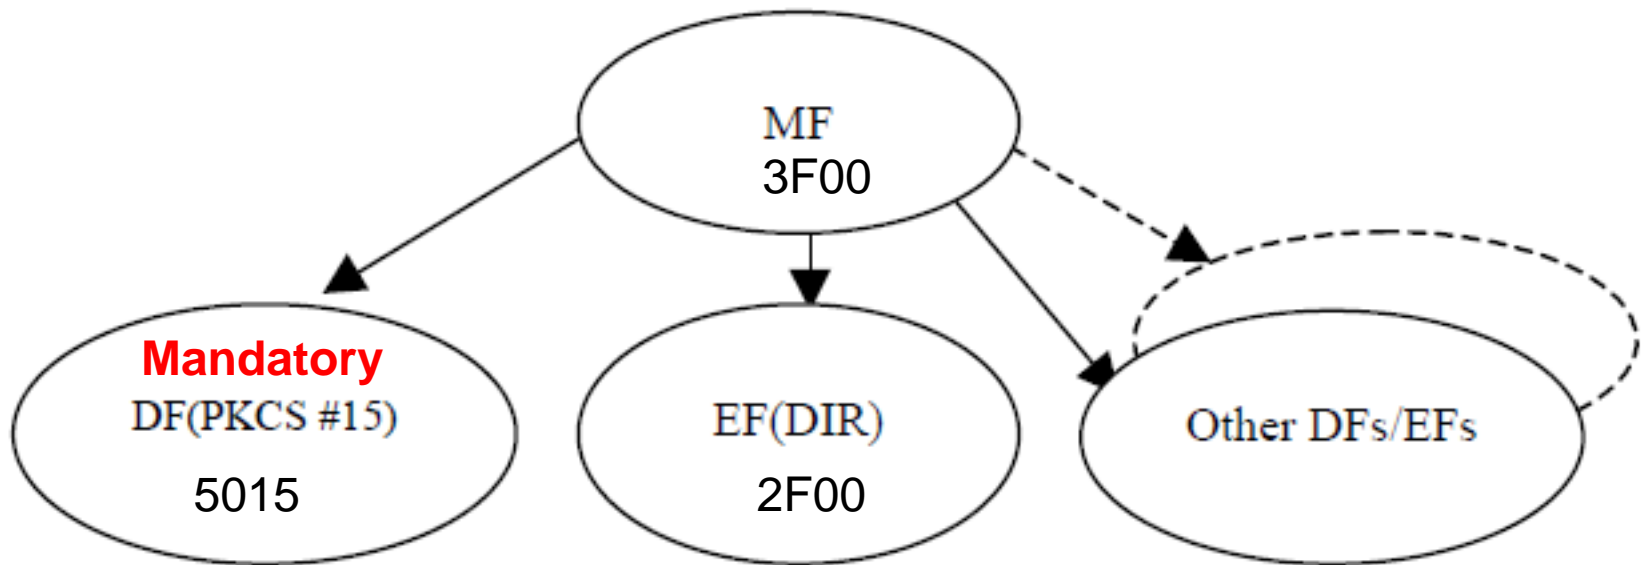 MF
3F00
Mandatory
DF(PKCS #15)
5015
EF(DIR)
2F00
Other DFs/EFs